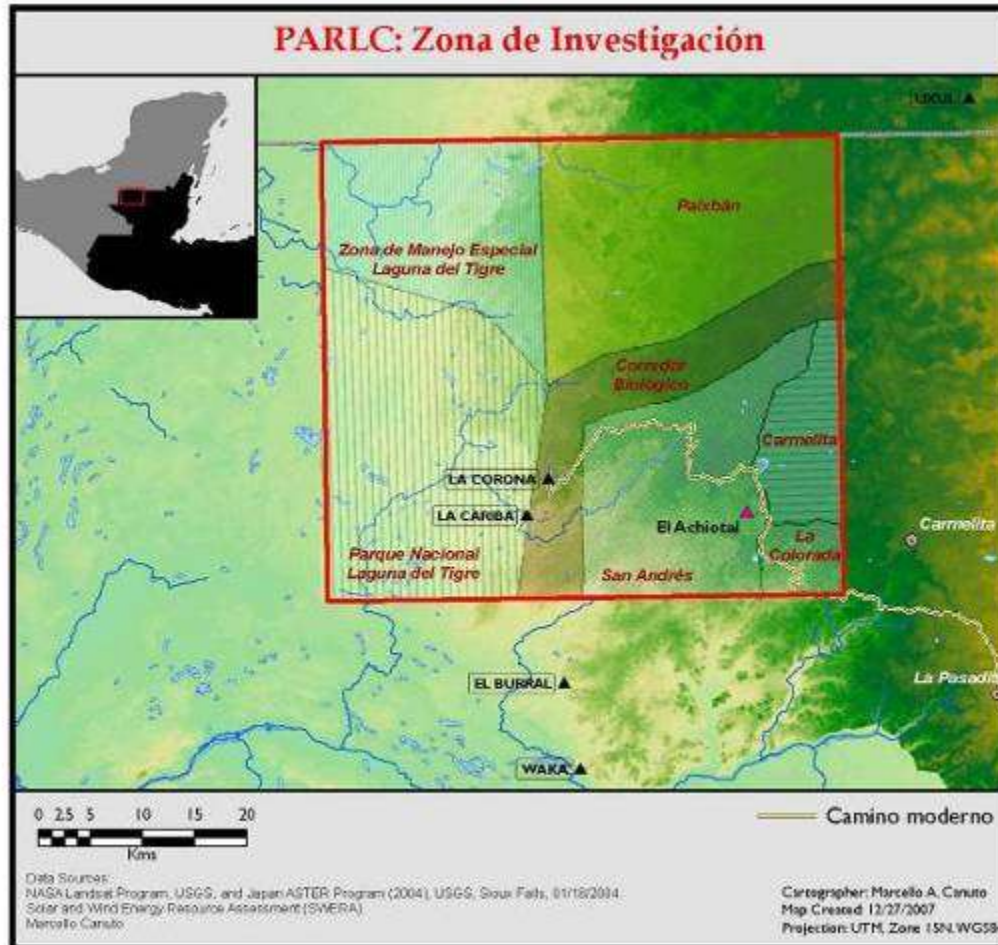 PARLC: Zona de Investigación
UXUL
Paixbán
Zona de Manejo Especial
Laguna del Tigre
Corredor
Biológico
Carmelita
LA CORONA
LA CARIBA
El Achiotal
Carmelita
La
Colorada
Parque Nacional
Laguna del Tigre
San Andrés
La Pasadit
EL BURRAL
WAKA
0 2.5 5 10 15 20
Kms
Camino moderno
Data Sources:
NASA Landsat Program, USGS, and Japan ASTER Program (2004), USGS, Sioux Falls, 01/18/2004.
Solar and Wind Energy Resource Assessment (SWERA)
Marcello Canuto
Cartographer: Marcello A. Canuto
Map Created: 12/27/2007
Projection: UTM, Zone 15N, WGS8